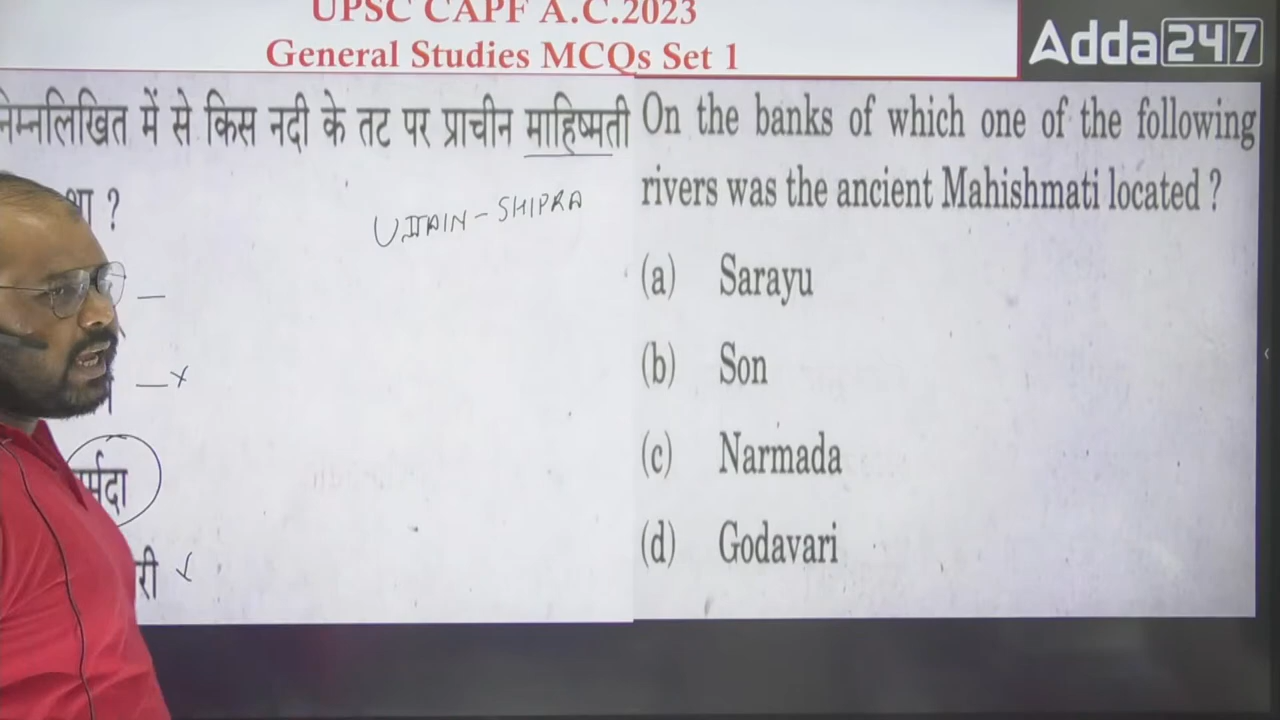 UPSC CAPF A.C.2023
General Studies MCQs Set 1
Adda247
निम्नलिखित में से किस नदी के तट पर प्राचीन माहिष्मती
?
UJJAIN - SHIPRA
On the banks of which one of the following
rivers was the ancient Mahishmati located ?
(a) Sarayu
(b) Son
(c) Narmada
(d) Godavari